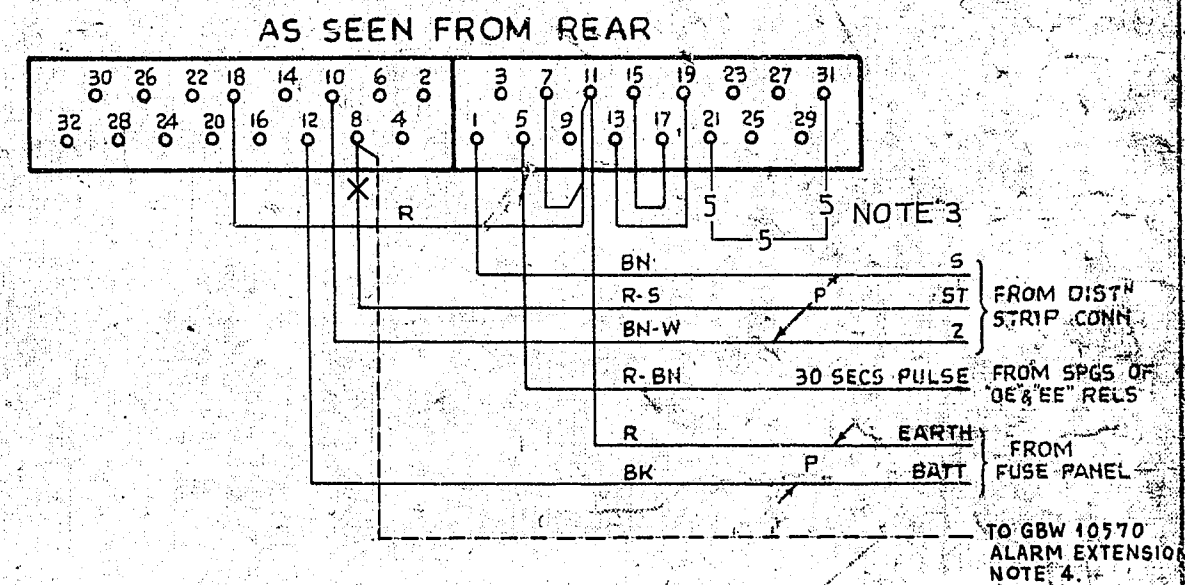 AS SEEN FROM REAR
30 26 22 18 14 10 6 2 3 7 11 15 19 23 27 31
32 28 24 20 16 12 8 4 1 5 9 13 17 21 25 29
R
5 5 NOTE 3
5
BN S
R-S P ST FROM DISTN
STRIP CONN
BN-W Z
R-BN 30 SECS PULSE FROM SPGS OF
"OE"&"EE" RELS
R EARTH
FROM
BK P BATT FUSE PANEL
TO GBW 10570
ALARM EXTENSION
NOTE 4.